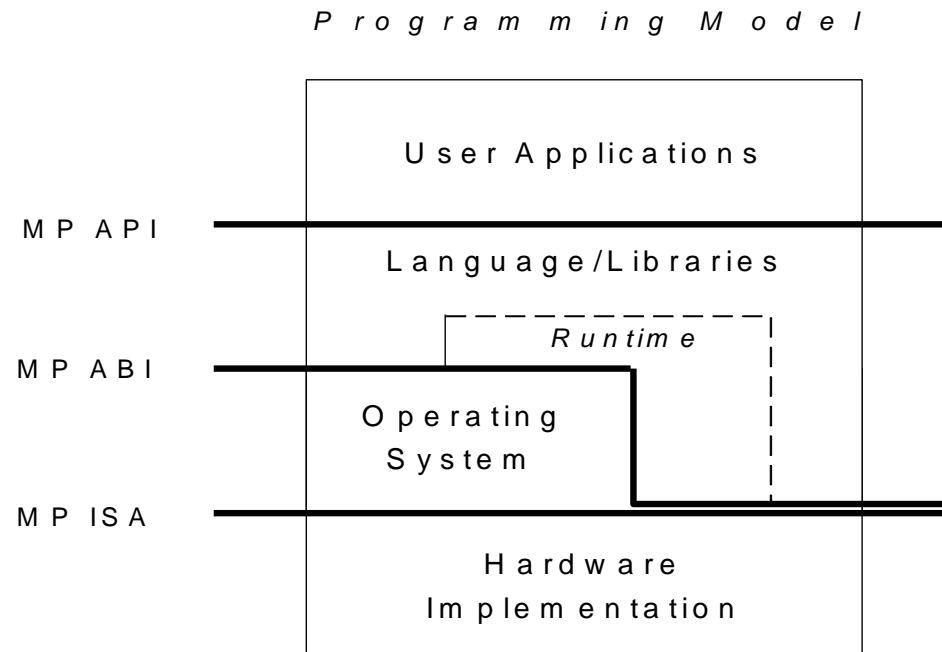 Programming Model
User Applications
MP API
Language/Libraries
Runtime
MP ABI
Operating
System
MP ISA
Hardware
Implementation